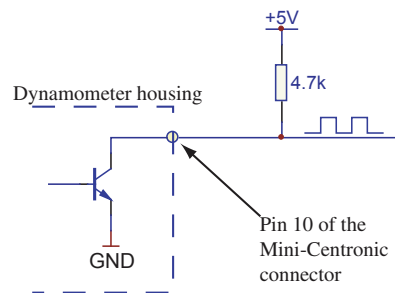 +5V
4.7k
Dynamometer housing
Pin 10 of the
Mini-Centronic
connector
GND